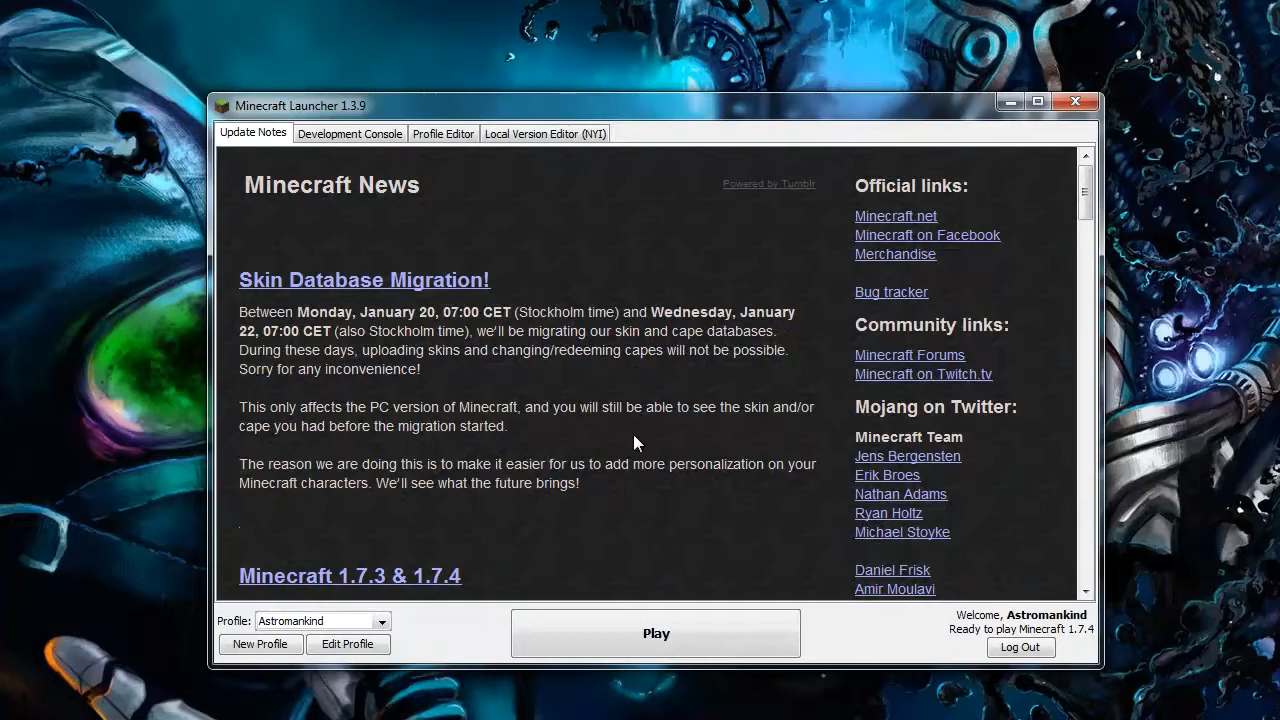 Minecraft Launcher 1.3.9
Update Notes
Development Console
Profile Editor
Local Version Editor (NYI)
Minecraft News
Powered by Tumblr
Skin Database Migration!
Between Monday, January 20, 07:00 CET (Stockholm time) and Wednesday, January
22, 07:00 CET (also Stockholm time), we'll be migrating our skin and cape databases.
During these days, uploading skins and changing/redeeming capes will not be possible.
Sorry for any inconvenience!
This only affects the PC version of Minecraft, and you will still be able to see the skin and/or
cape you had before the migration started.
The reason we are doing this is to make it easier for us to add more personalization on your
Minecraft characters. We'll see what the future brings!
.
Minecraft 1.7.3 & 1.7.4
Official links:
Minecraft.net
Minecraft on Facebook
Merchandise
Bug tracker
Community links:
Minecraft Forums
Minecraft on Twitch.tv
Mojang on Twitter:
Minecraft Team
Jens Bergensten
Erik Broes
Nathan Adams
Ryan Holtz
Michael Stoyke
Daniel Frisk
Amir Moulavi
Profile:
Astromankind
New Profile
Edit Profile
Play
Welcome, Astromankind
Ready to play Minecraft 1.7.4
Log Out